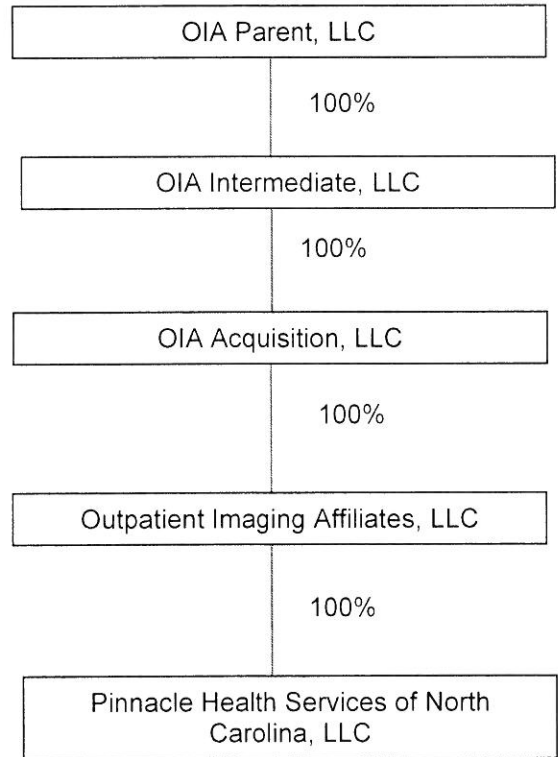 OIA Parent, LLC
100%
OIA Intermediate, LLC
100%
OIA Acquisition, LLC
100%
Outpatient Imaging Affiliates, LLC
100%
Pinnacle Health Services of North
Carolina, LLC